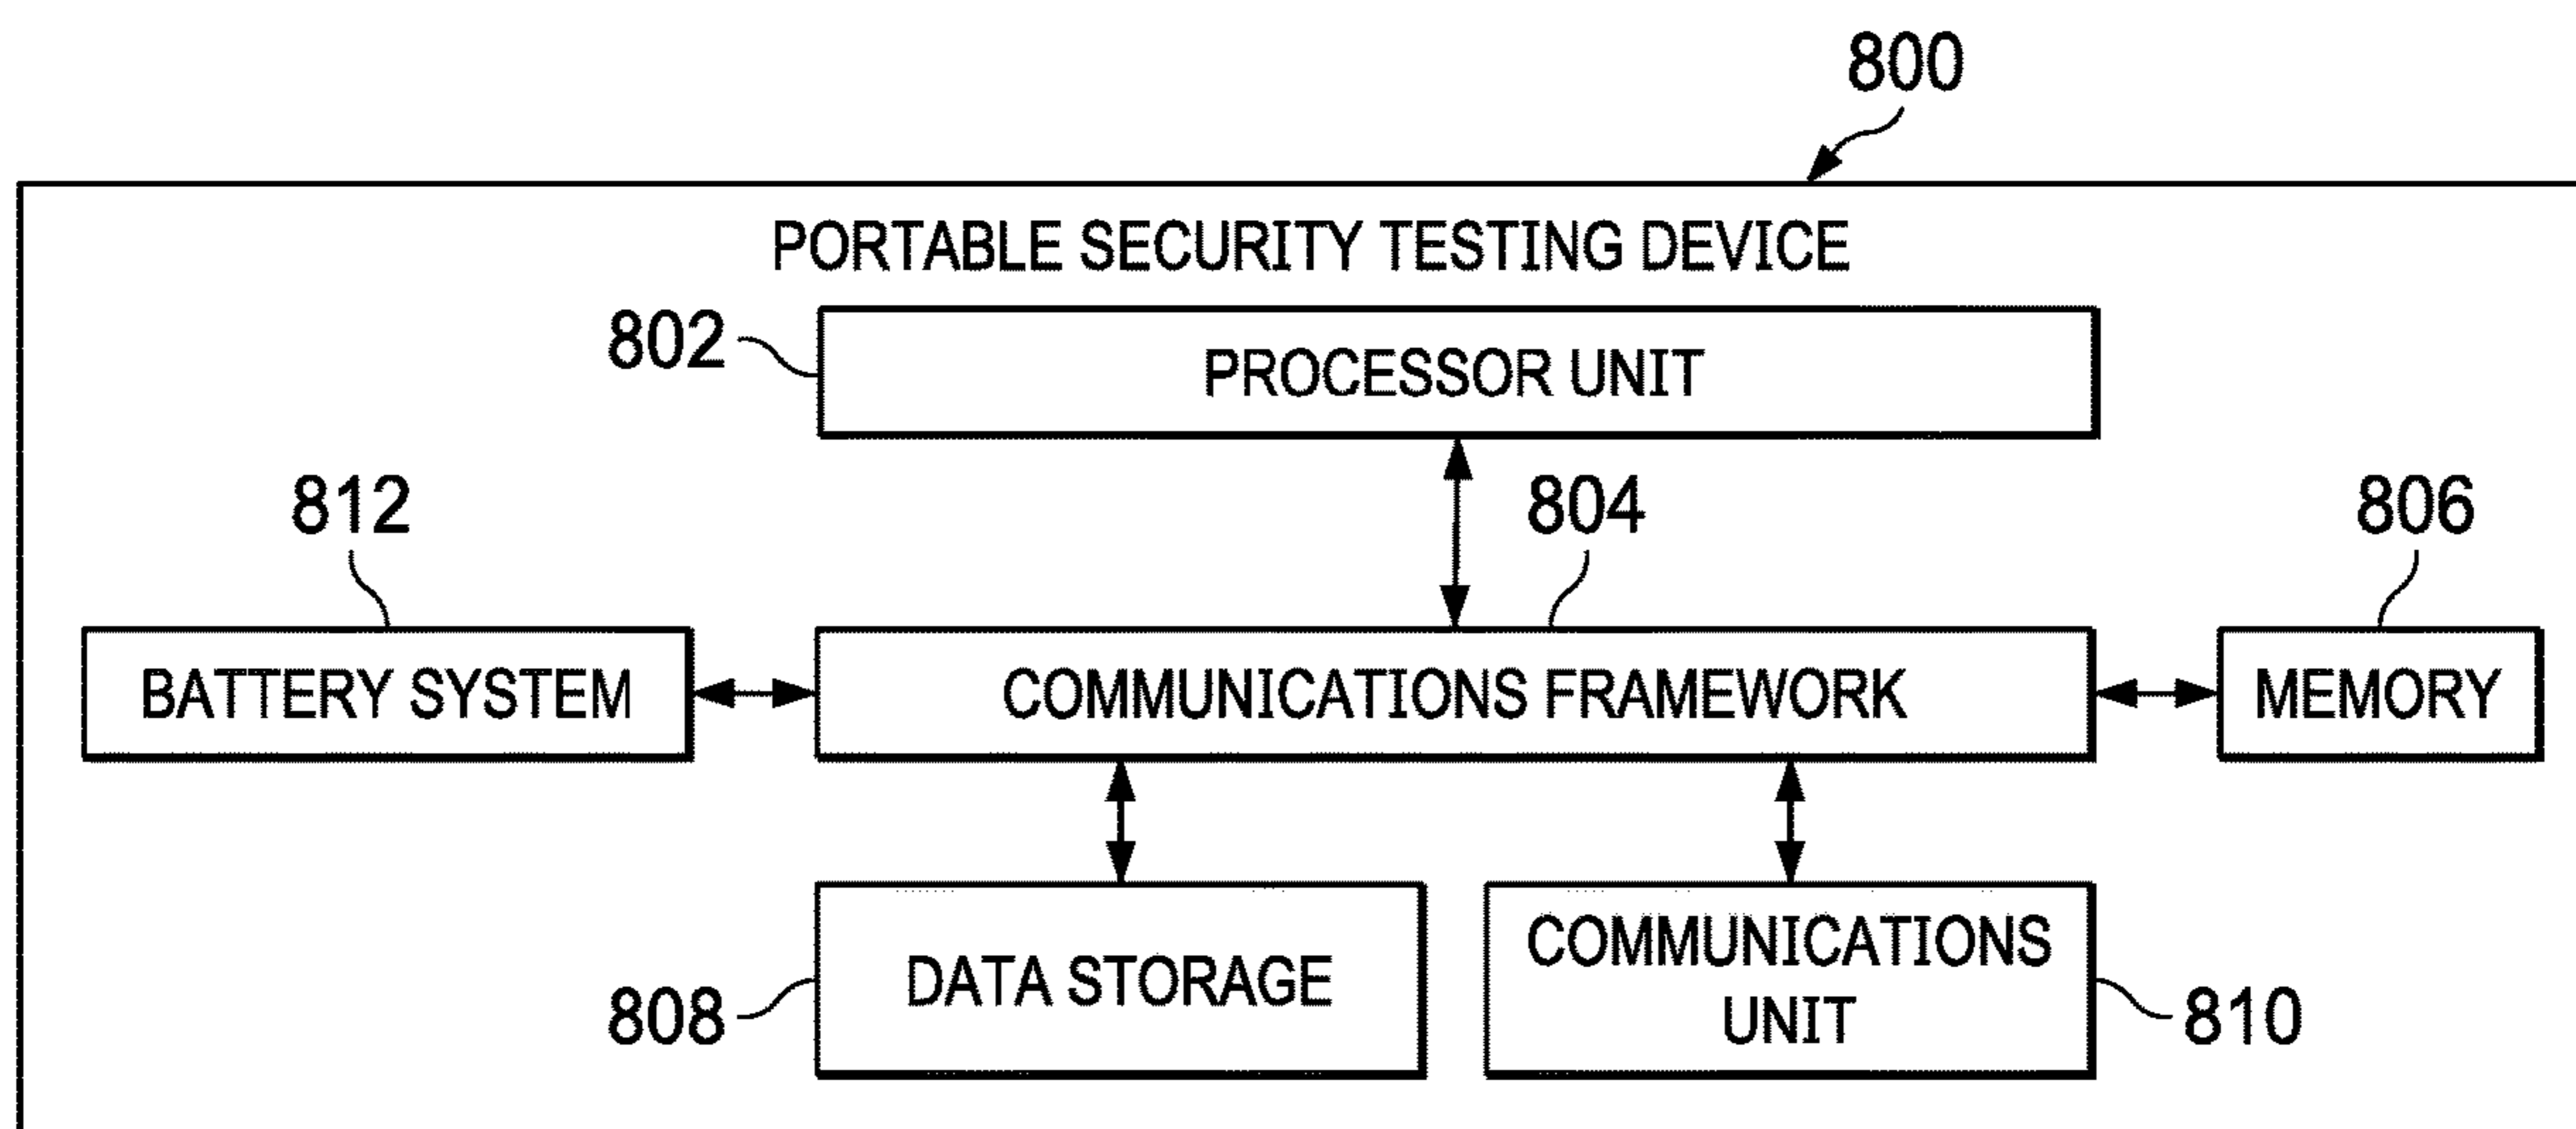 800
PORTABLE SECURITY TESTING DEVICE
802
PROCESSOR UNIT
812
804
806
BATTERY SYSTEM
COMMUNICATIONS FRAMEWORK
MEMORY
808
DATA STORAGE
COMMUNICATIONS
UNIT
810